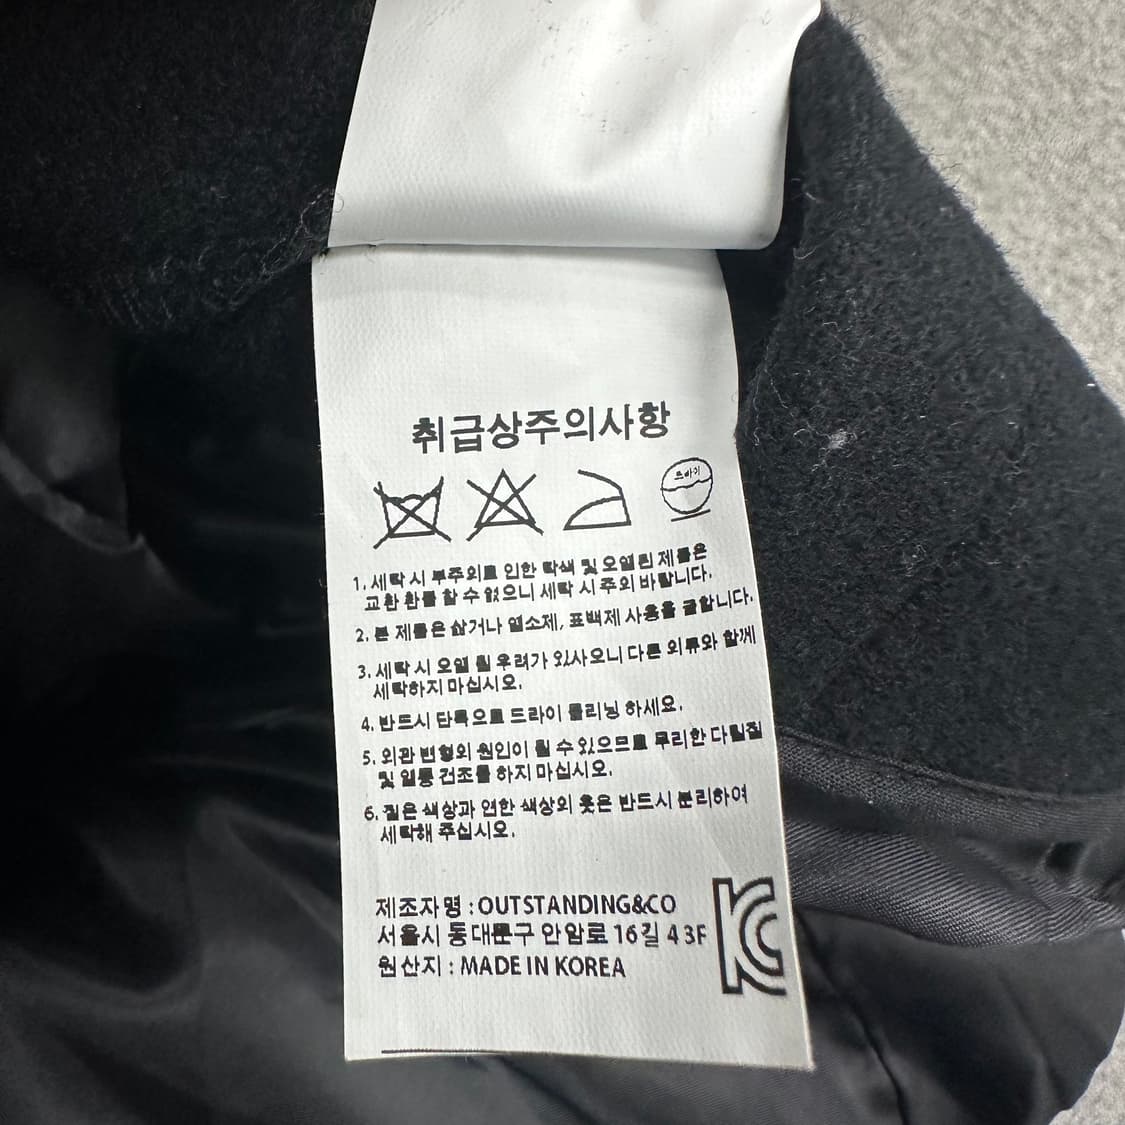 취급상주의사항
드라이
1. 세탁 시 부주의로 인한 탁색 및 오염된 제품은
교환 환불 할 수 없으니 세탁 시 주의 바랍니다.
2. 본 제품은 삶거나 염소제, 표백제 사용을 금합니다.
3. 세탁 시 오염 될 우려가 있사오니 다른 의류와 함께
세탁하지 마십시오.
4. 반드시 단독으로 드라이 클리닝 하세요.
5. 외관 변형의 원인이 될 수 있으므로 무리한 다림질
및 열풍 건조를 하지 마십시오.
6. 짙은 색상과 연한 색상의 옷은 반드시 분리하여
세탁해 주십시오.
제조자명 : OUTSTANDING&CO
서울시 동대문구 안암로 16길 4 3F
원산지 : MADE IN KOREA
KC